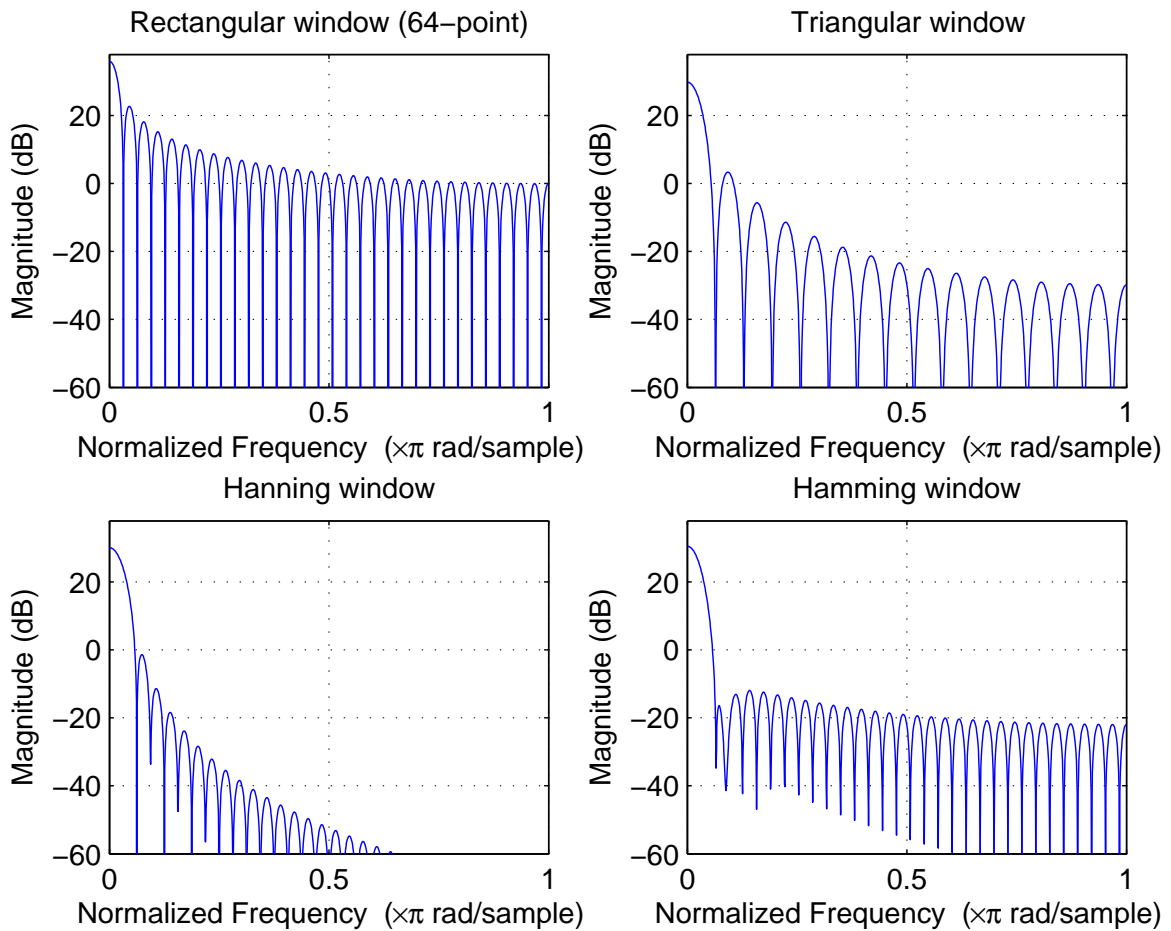 Rectangular window (64−point)
20
0
−20
−40
−60
Magnitude (dB)
0
0.5
1
Normalized Frequency (×π rad/sample)
Triangular window
20
0
−20
−40
−60
Magnitude (dB)
0
0.5
1
Normalized Frequency (×π rad/sample)
Hanning window
20
0
−20
−40
−60
Magnitude (dB)
0
0.5
1
Normalized Frequency (×π rad/sample)
Hamming window
20
0
−20
−40
−60
Magnitude (dB)
0
0.5
1
Normalized Frequency (×π rad/sample)